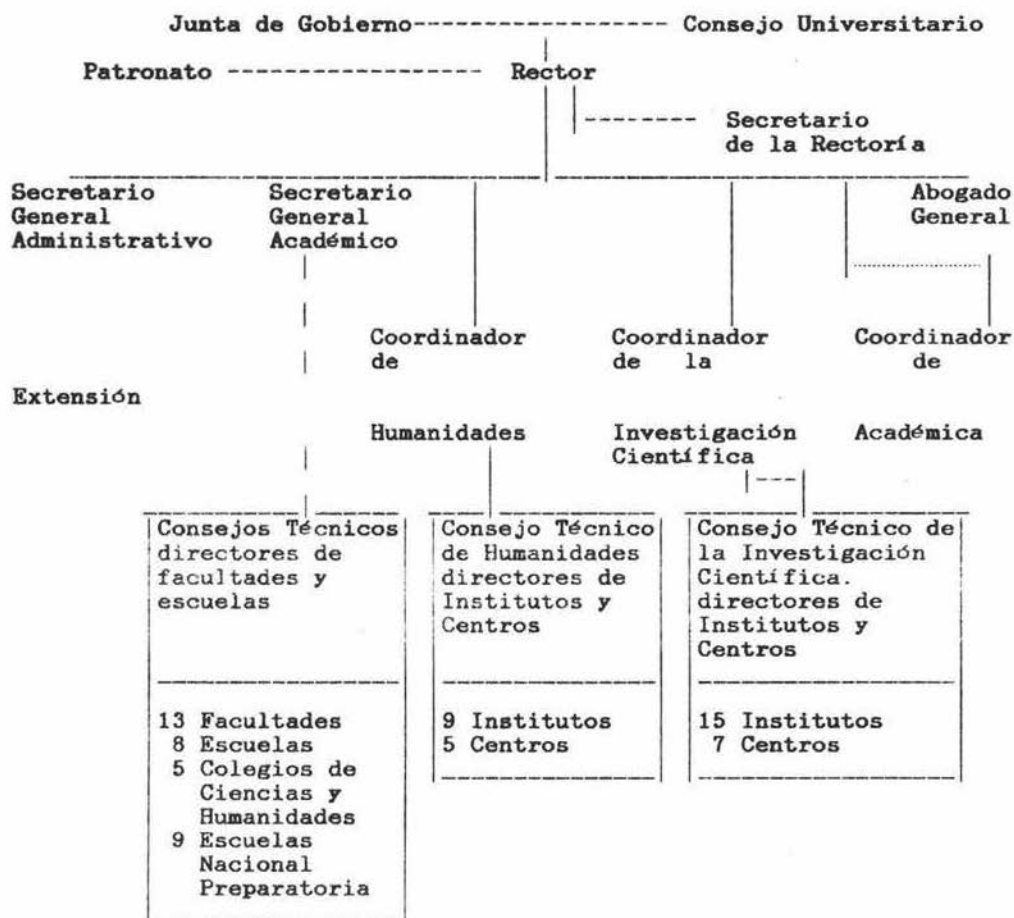 Junta de Gobierno Consejo Universitario
Patronato Rector
Secretario
de la Rectoría
Secretario
General
Administrativo
Secretario
General
Académico
Abogado
General
Coordinador
de
Coordinador
de la
Coordinador
de
Extensión
Humanidades
Investigación
Científica
Académica
Consejos Técnicos
directores de
facultades y
escuelas
13 Facultades
8 Escuelas
5 Colegios de
Ciencias y
Humanidades
9 Escuelas
Nacional
Preparatoria
Consejo Técnico
de Humanidades
directores de
Institutos y
Centros
9 Institutos
5 Centros
Consejo Técnico de
la Investigación
Científica.
directores de
Institutos y
Centros
15 Institutos
7 Centros